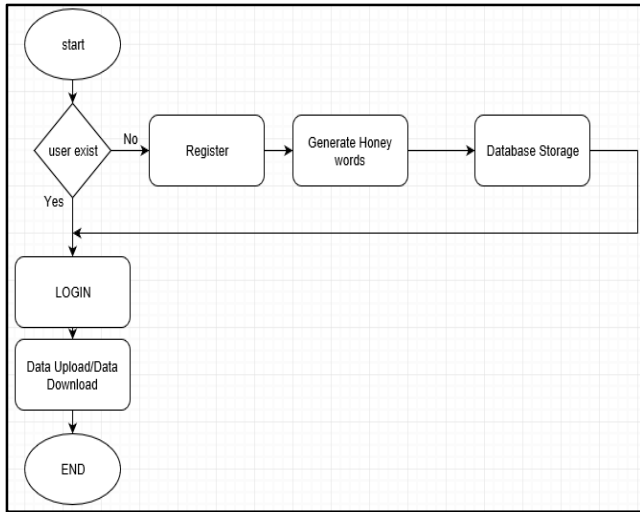 start
user exist
No
Register
Generate Honey
words
Database Storage
Yes
LOGIN
Data Upload/Data
Download
END